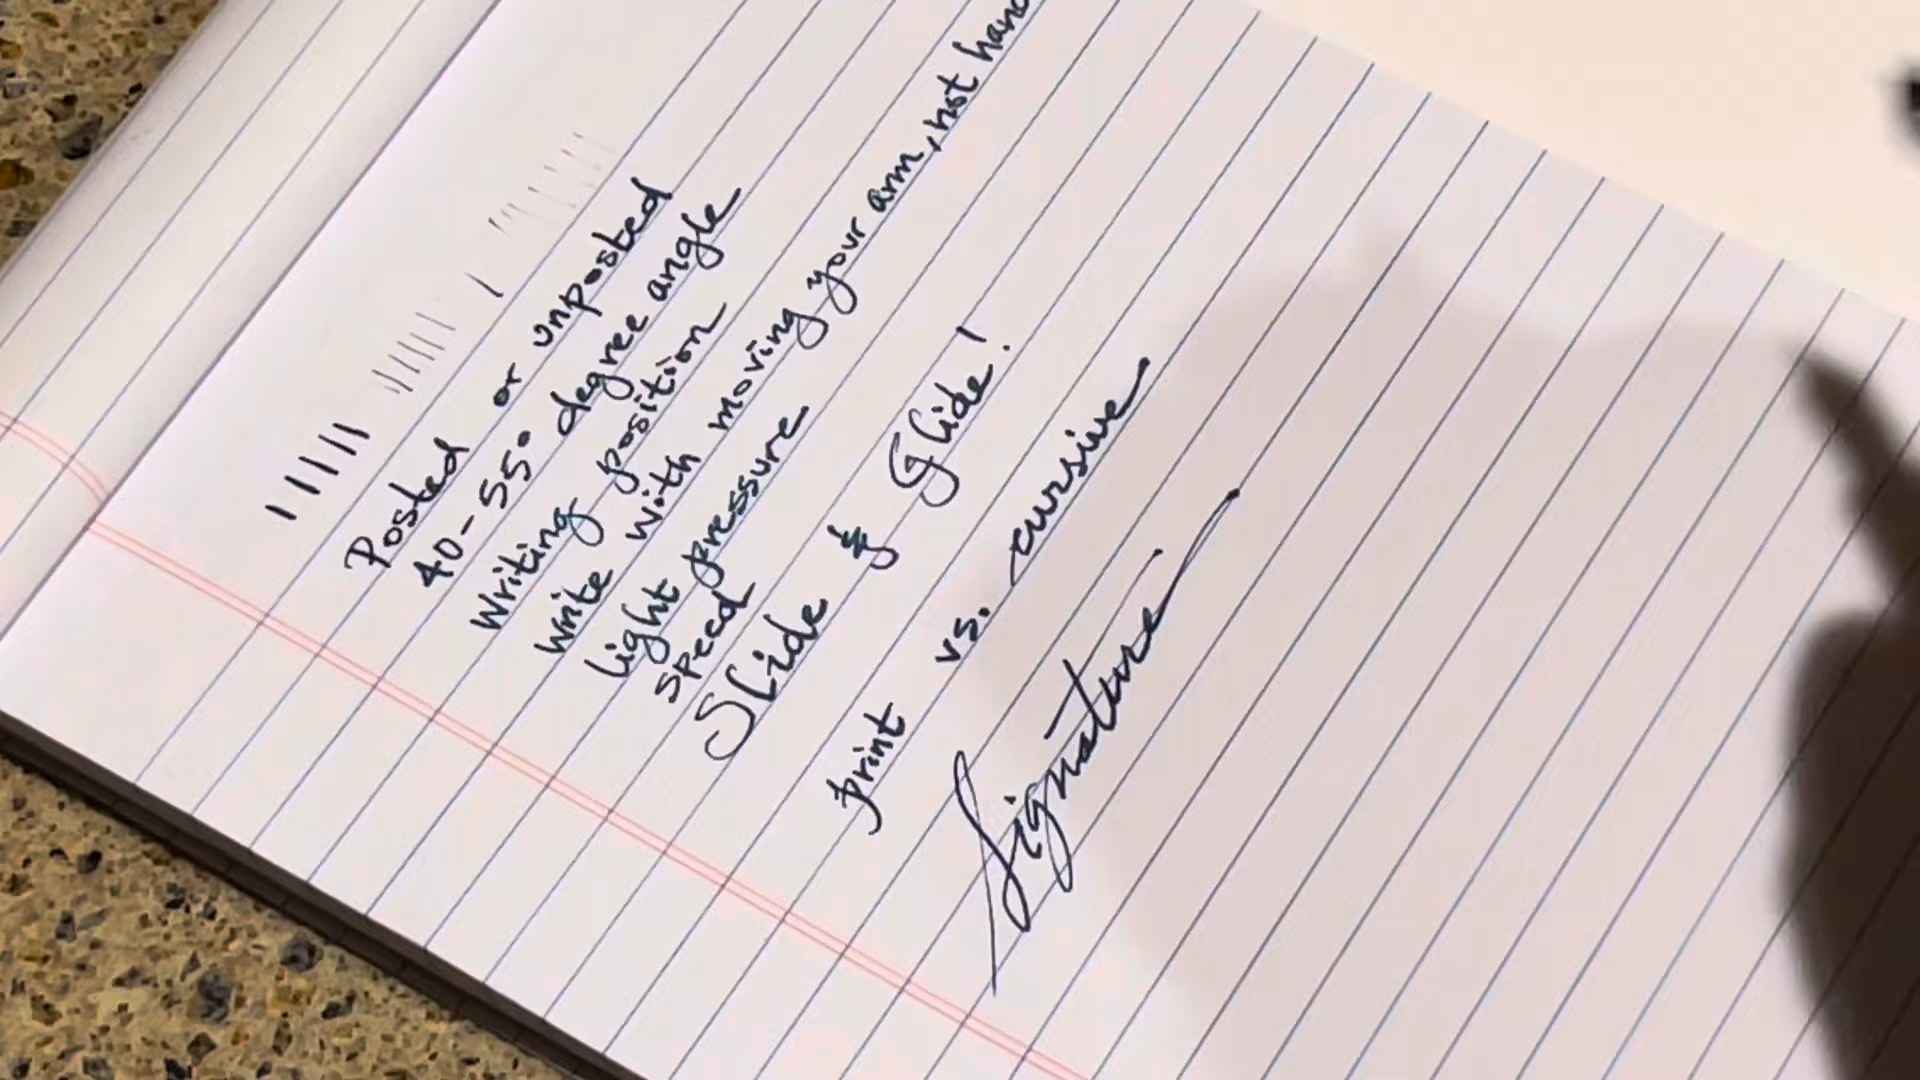 Posted or unposted
40-55° degree angle
Writing position
Write with moving your arm, not hand
light pressure
speed
Slide & Glide!
print vs. cursive
Signature